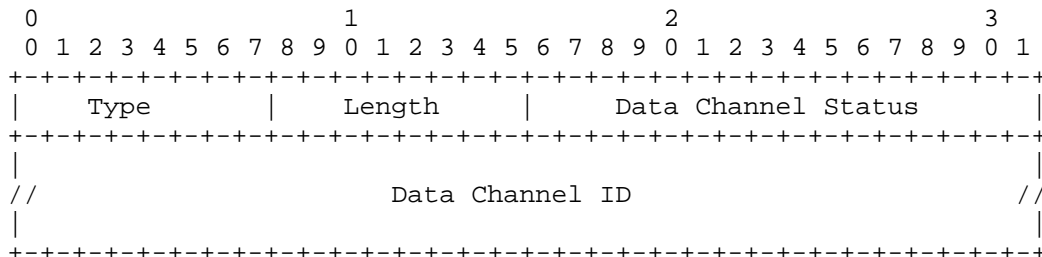 0                   1                   2                   3
 0 1 2 3 4 5 6 7 8 9 0 1 2 3 4 5 6 7 8 9 0 1 2 3 4 5 6 7 8 9 0 1
+-+-+-+-+-+-+-+-+-+-+-+-+-+-+-+-+-+-+-+-+-+-+-+-+-+-+-+-+-+-+-+-+
|    Type       |    Length     |     Data Channel Status       |
+-+-+-+-+-+-+-+-+-+-+-+-+-+-+-+-+-+-+-+-+-+-+-+-+-+-+-+-+-+-+-+-+
|                                                               |
//                      Data Channel ID                        //
|                                                               |
+-+-+-+-+-+-+-+-+-+-+-+-+-+-+-+-+-+-+-+-+-+-+-+-+-+-+-+-+-+-+-+-+